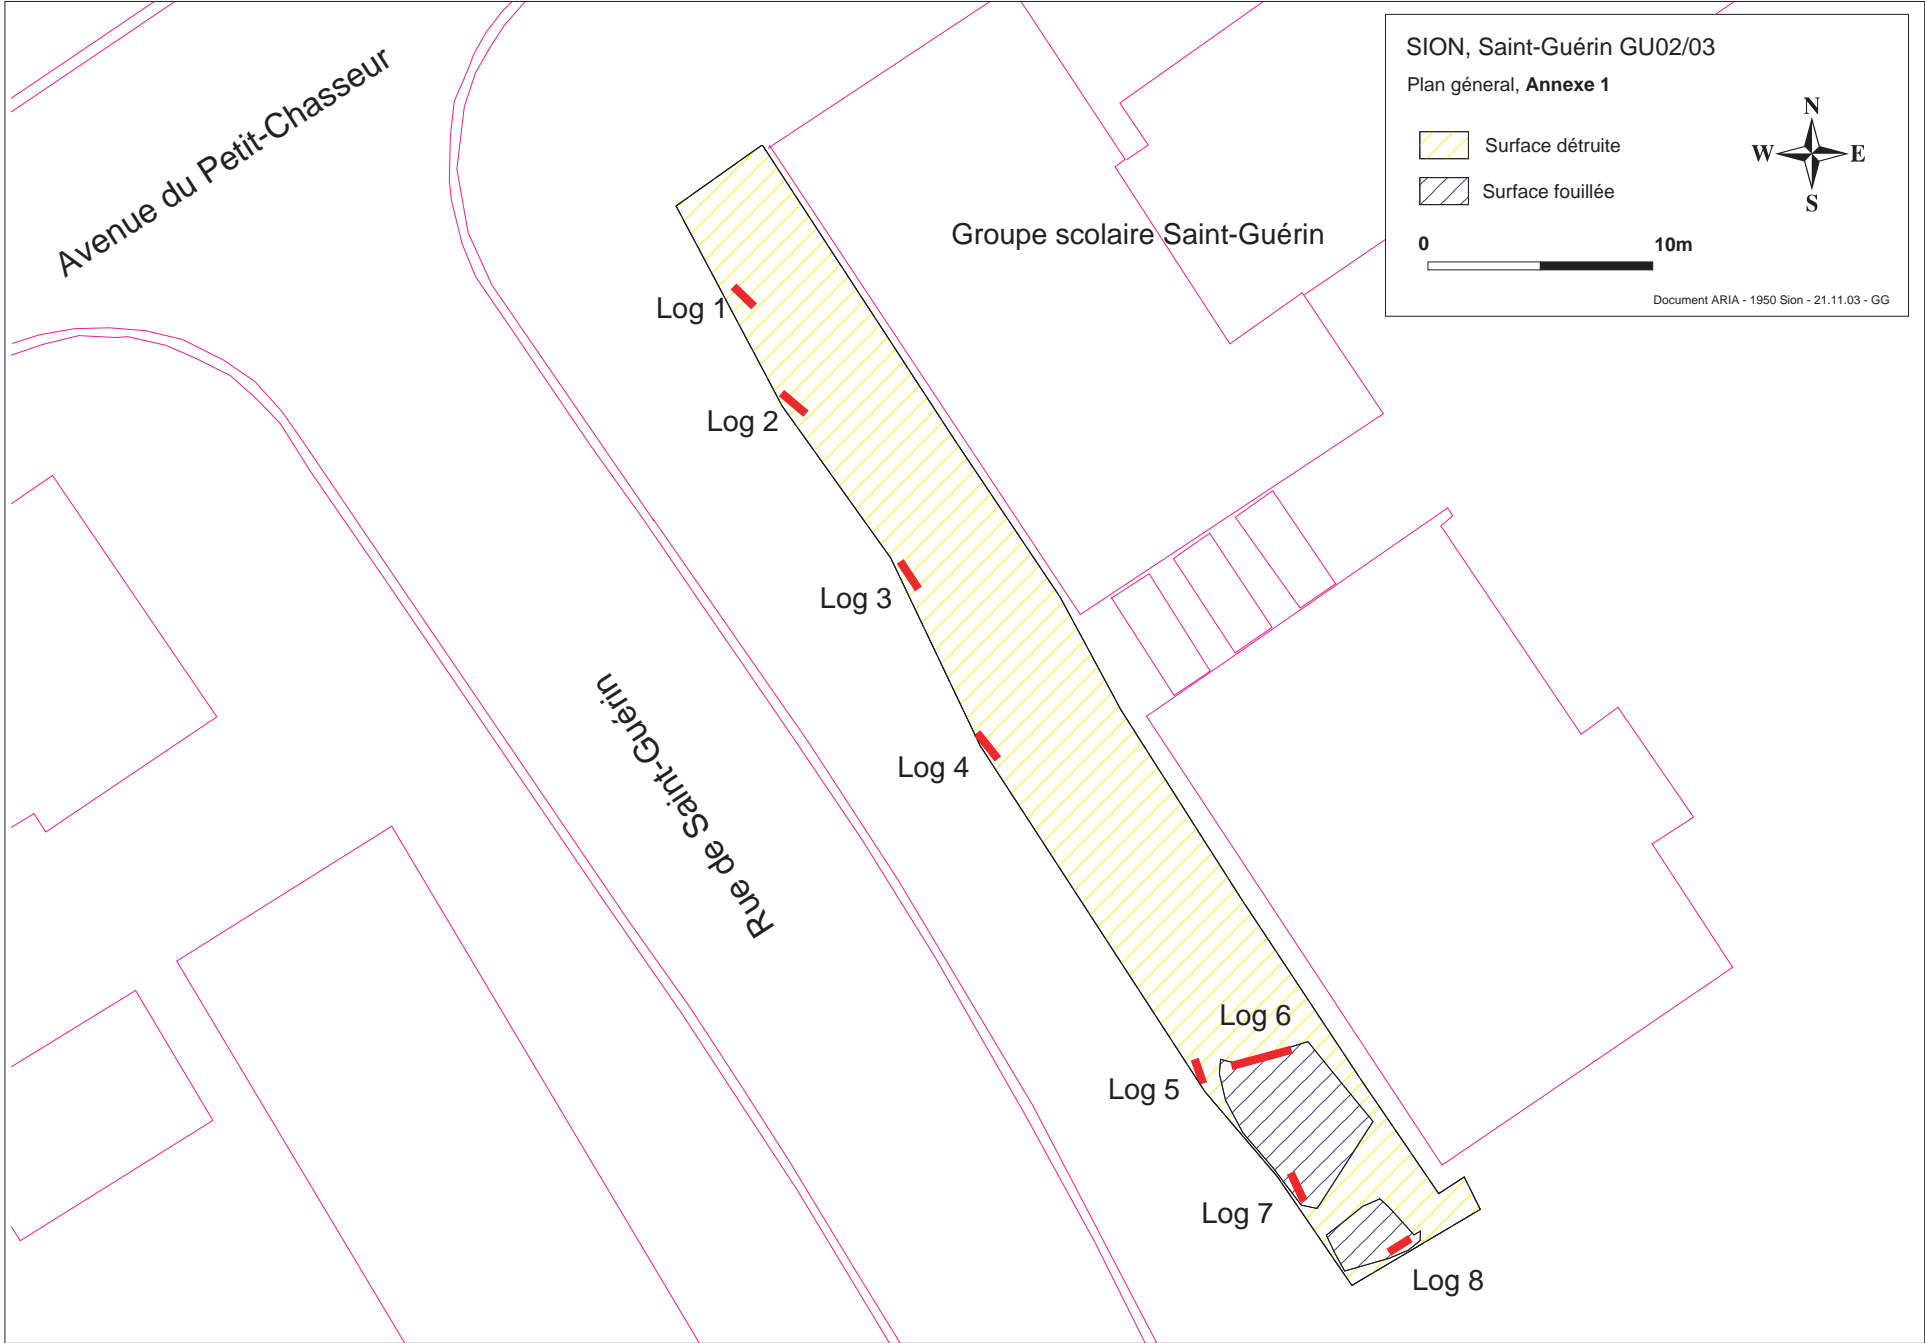 SION, Saint-Guérin GU02/03
Plan géneral, Annexe 1
Surface détruite
Surface fouillée
N
W E
S
0 10m
Document ARIA - 1950 Sion - 21.11.03 - GG
Avenue du Petit-Chasseur
Groupe scolaire Saint-Guérin
Log 1
Log 2
Log 3
Rue de Saint-Guérin
Log 4
Log 6
Log 5
Log 7
Log 8